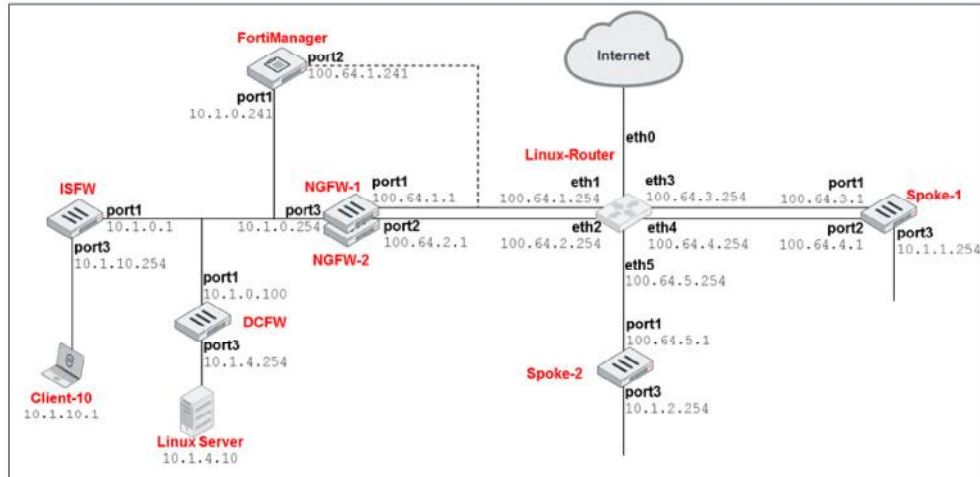 FortiManager
port2
100.64.1.241
port1
10.1.0.241
Internet
eth0
Linux-Router
ISFW
port1
10.1.0.1
port3
10.1.10.254
NGFW-1
port3
10.1.0.254
port1
100.64.1.1
port2
100.64.2.1
NGFW-2
eth1
100.64.1.254
eth2
100.64.2.254
eth3
100.64.3.254
eth4
100.64.4.254
eth5
100.64.5.254
port1
100.64.3.1
Spoke-1
port2
100.64.4.1
port3
10.1.1.254
port1
10.1.0.100
DCFW
port3
10.1.4.254
port1
100.64.5.1
Spoke-2
port3
10.1.2.254
Client-10
10.1.10.1
Linux Server
10.1.4.10